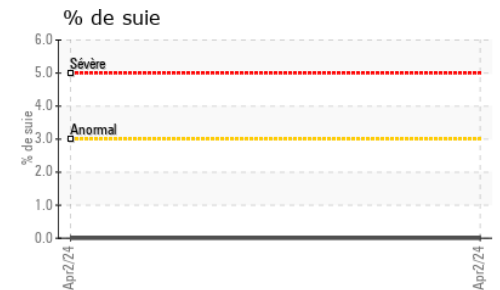 % de suie
6.0
Sévère
5.0
4.0
Anormal
3.0
2.0
1.0
0.0
% de suie
Apr2/24
Apr2/24